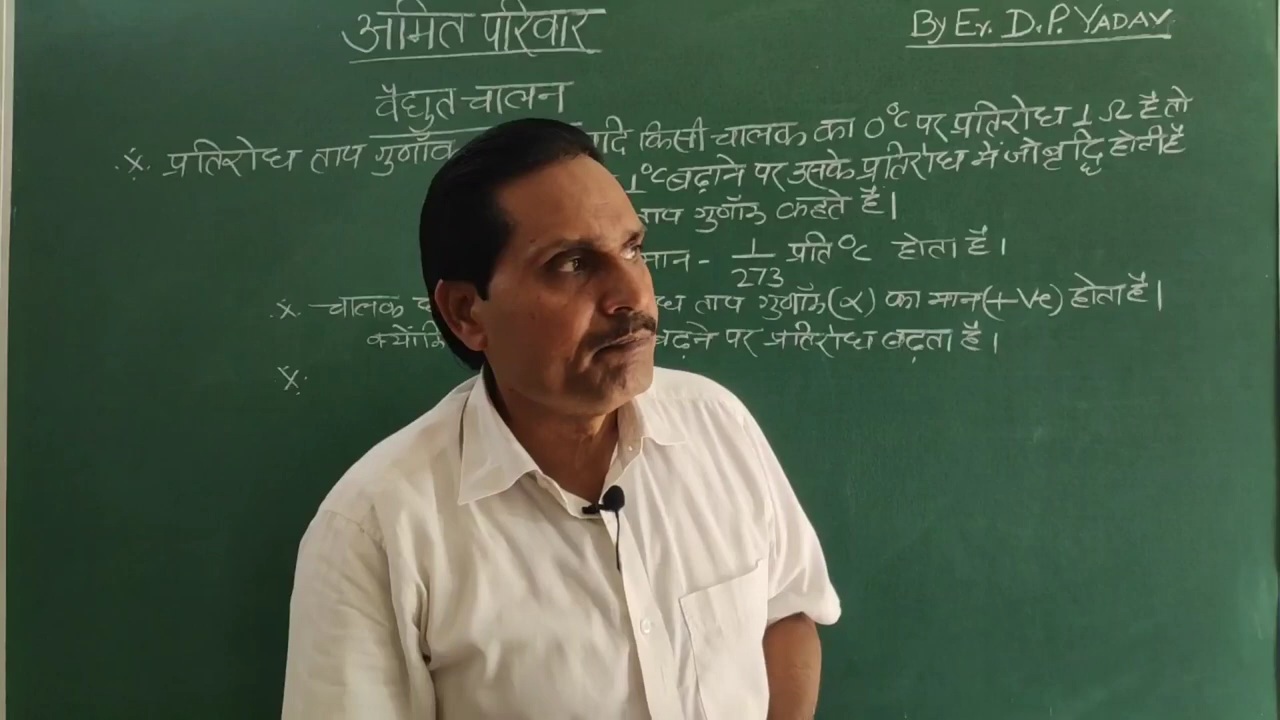 अमित परिवार
By Er. D.P. YADAV
वैद्युत चालन
प्रतिरोध ताप गुणाँक यदि किसी चालक का 0°C पर प्रतिरोध 1 Ω है तो
1°C बढ़ाने पर उसके प्रतिरोध में जो वृद्धि होती है
ताप गुणाँक कहते हैं।
मान - 1/273 प्रति °C होता है।
चालक ताप गुणाँक (α) का मान (+Ve) होता है।
बढ़ने पर प्रतिरोध बढ़ता है।